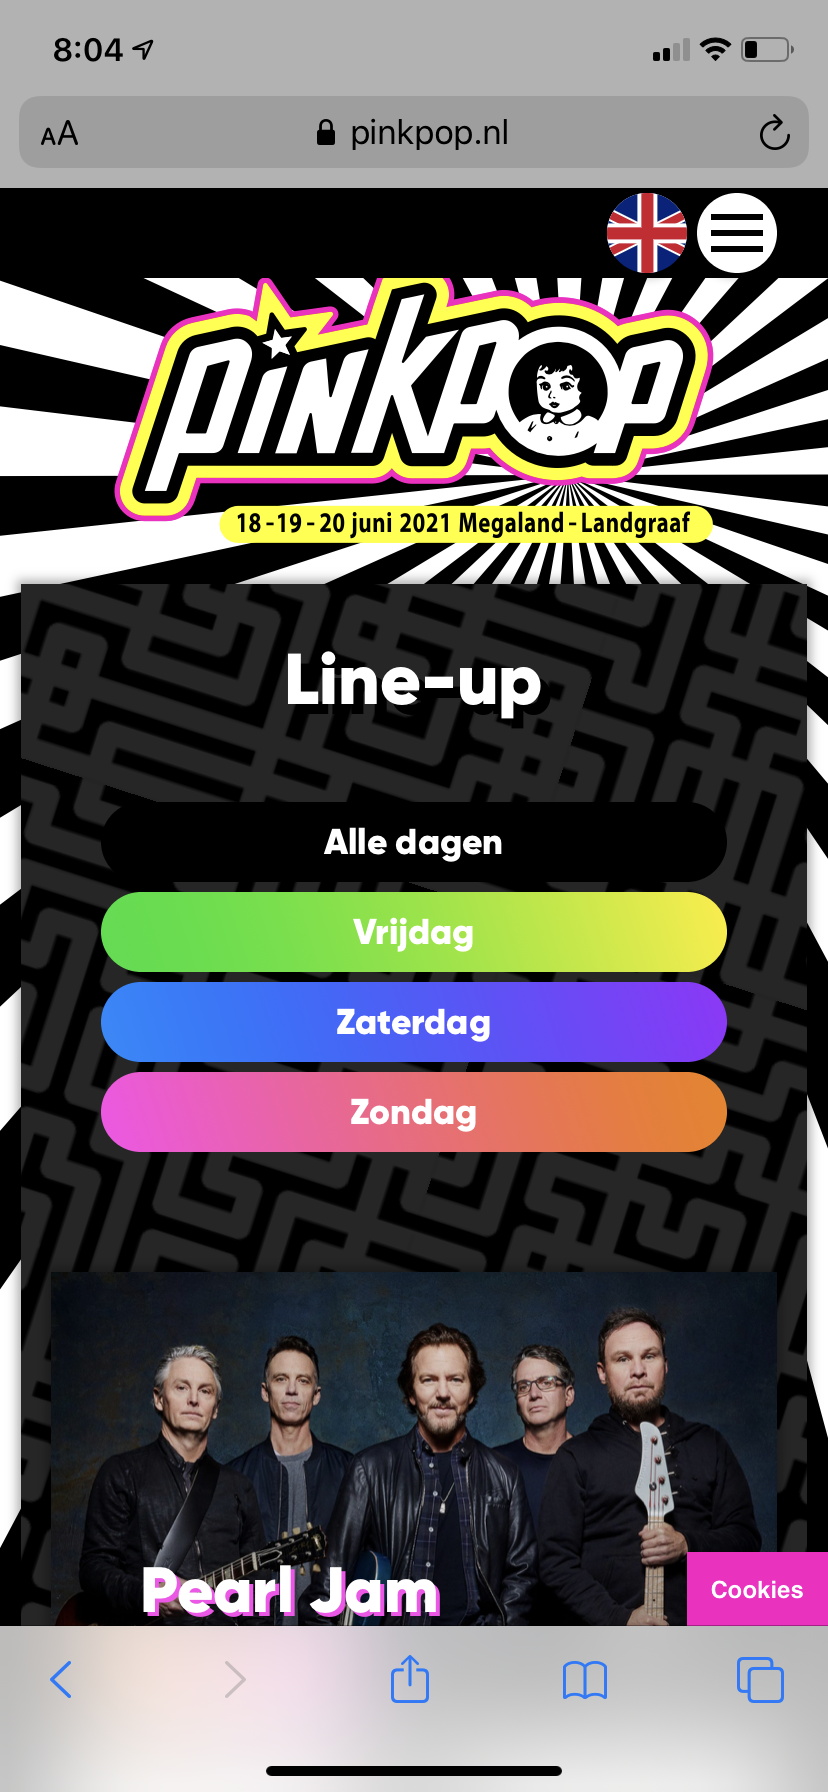 8:04
AA pinkpop.nl
pinkpop
18-19-20 juni 2021 Megaland-Landgraaf
Line-up
Alle dagen
Vrijdag
Zaterdag
Zondag
Pearl Jam
Cookies